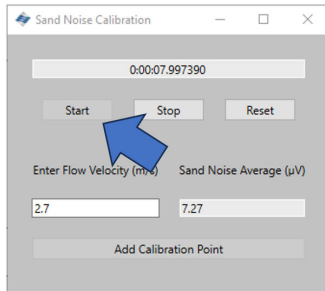 Sand Noise Calibration
0:00:07.997390
Start Stop Reset
Enter Flow Velocity (m/s) Sand Noise Average (µV)
2.7 7.27
Add Calibration Point